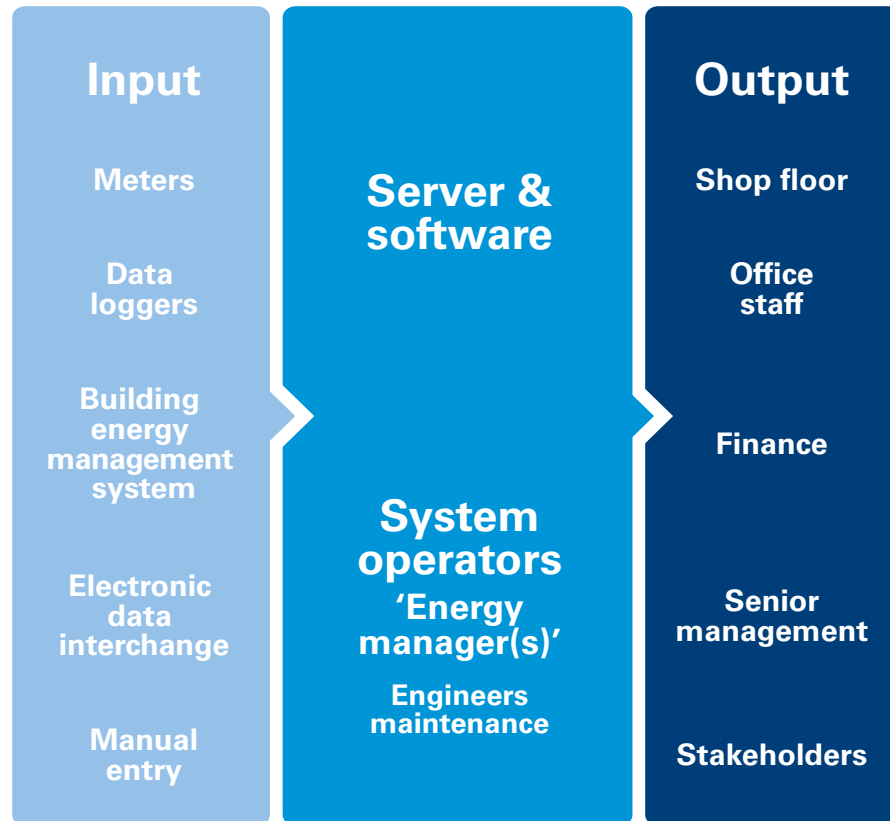 Input
Meters
Data
loggers
Building
energy
management
system
Electronic
data
interchange
Manual
entry
Server &
software
System
operators
‘Energy
manager(s)’
Engineers
maintenance
Output
Shop floor
Office
staff
Finance
Senior
management
Stakeholders